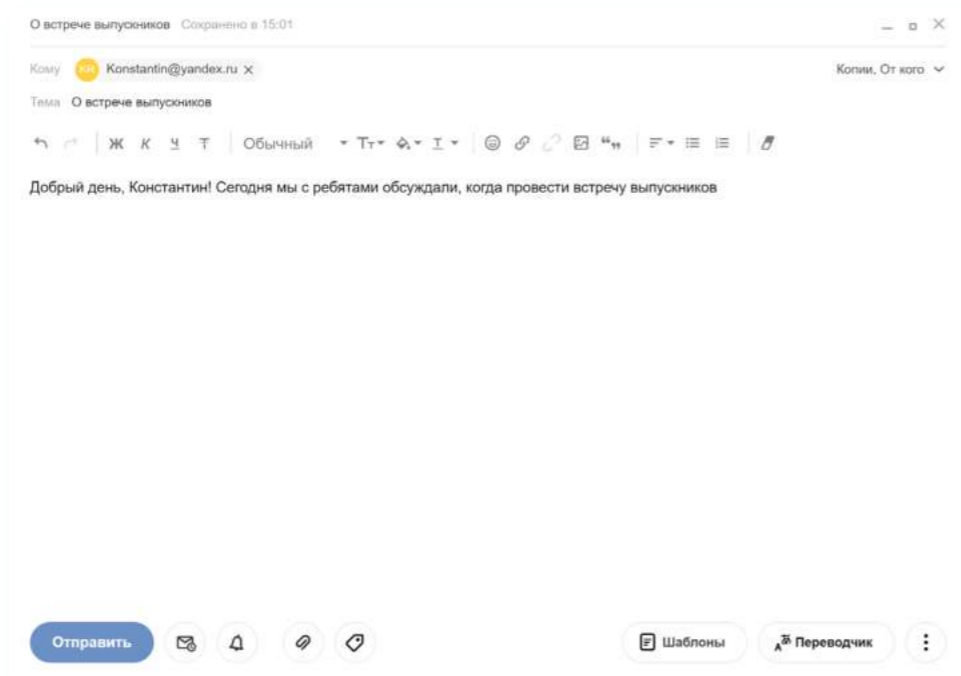 О встрече выпускников Сохранено в 15:01
Кому KR Konstantin@yandex.ru Копии, От кого
Тема О встрече выпускников
Ж К Ч Т Обычный Тт Т
Добрый день, Константин! Сегодня мы с ребятами обсуждали, когда провести встречу выпускников
Отправить Шаблоны Переводчик